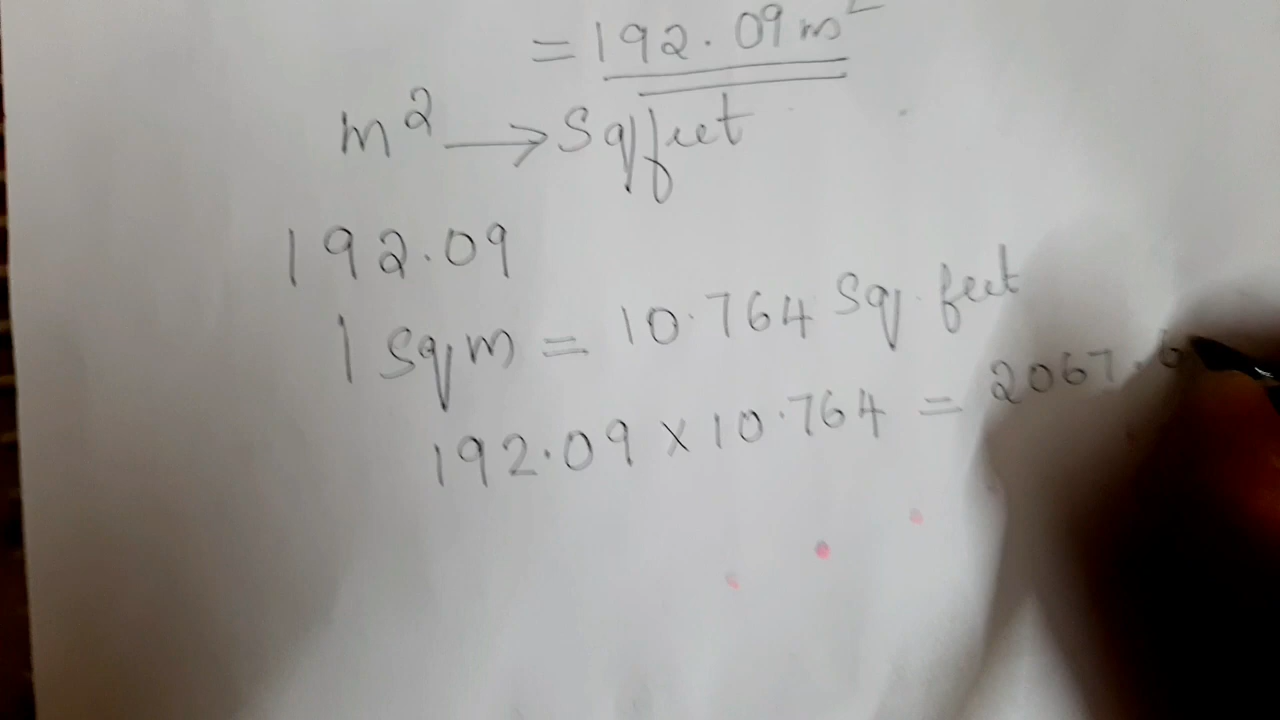 = 192.09 m²
m² → Sq feet
192.09
1 Sq m = 10.764 Sq. feet
192.09 x 10.764 = 2067.6